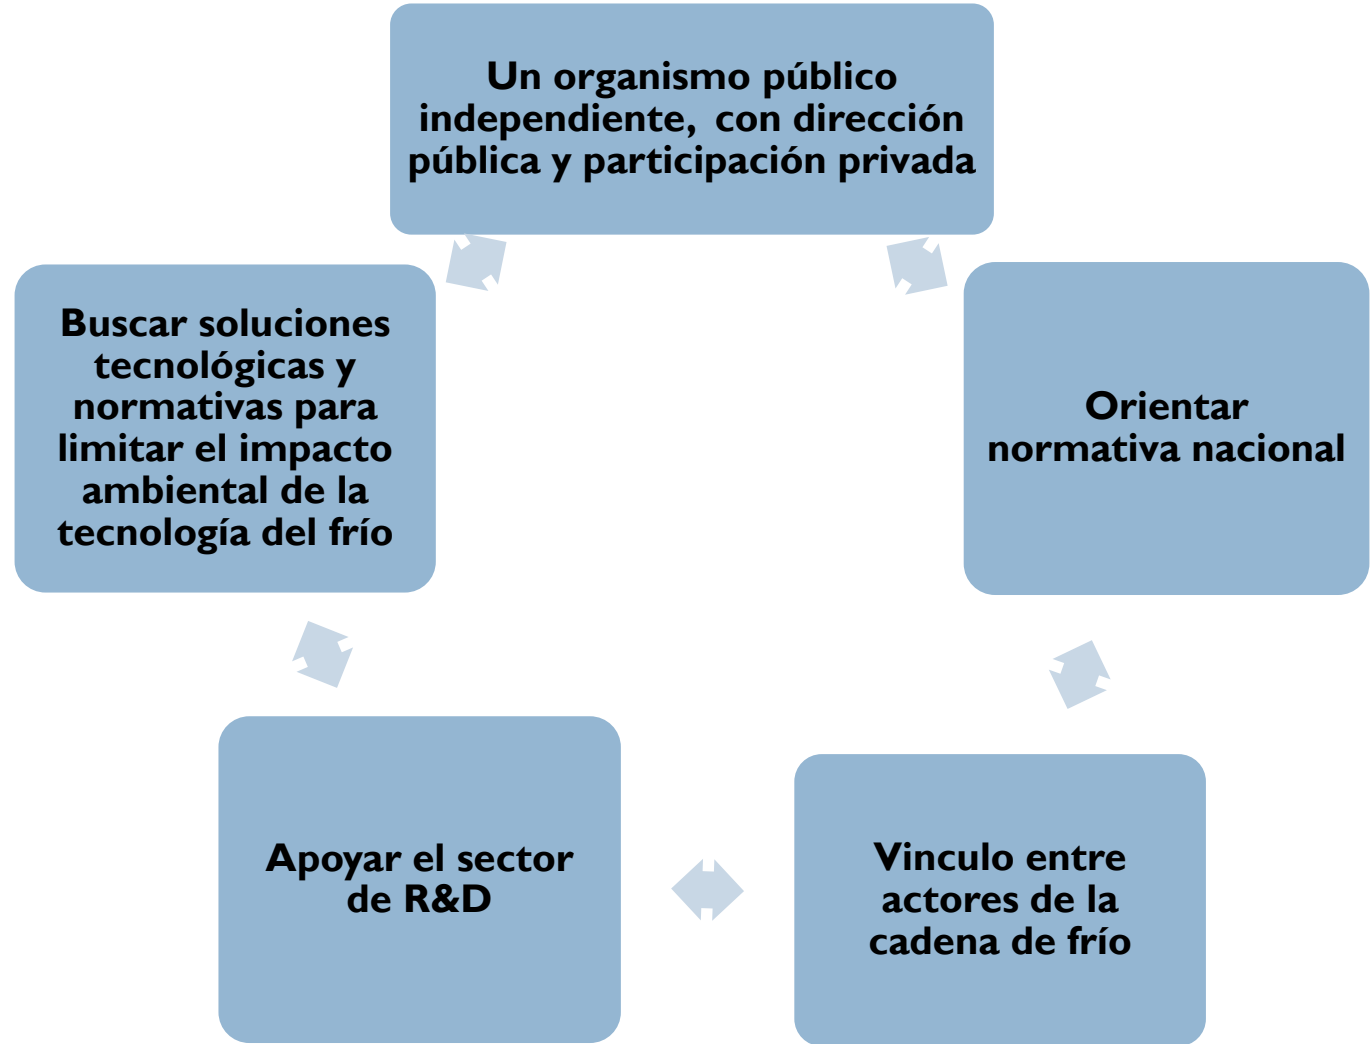 Un organismo público
independiente, con dirección
pública y participación privada
Buscar soluciones
tecnológicas y
normativas para
limitar el impacto
ambiental de la
tecnología del frío
Orientar
normativa nacional
Apoyar el sector
de R&D
Vinculo entre
actores de la
cadena de frío